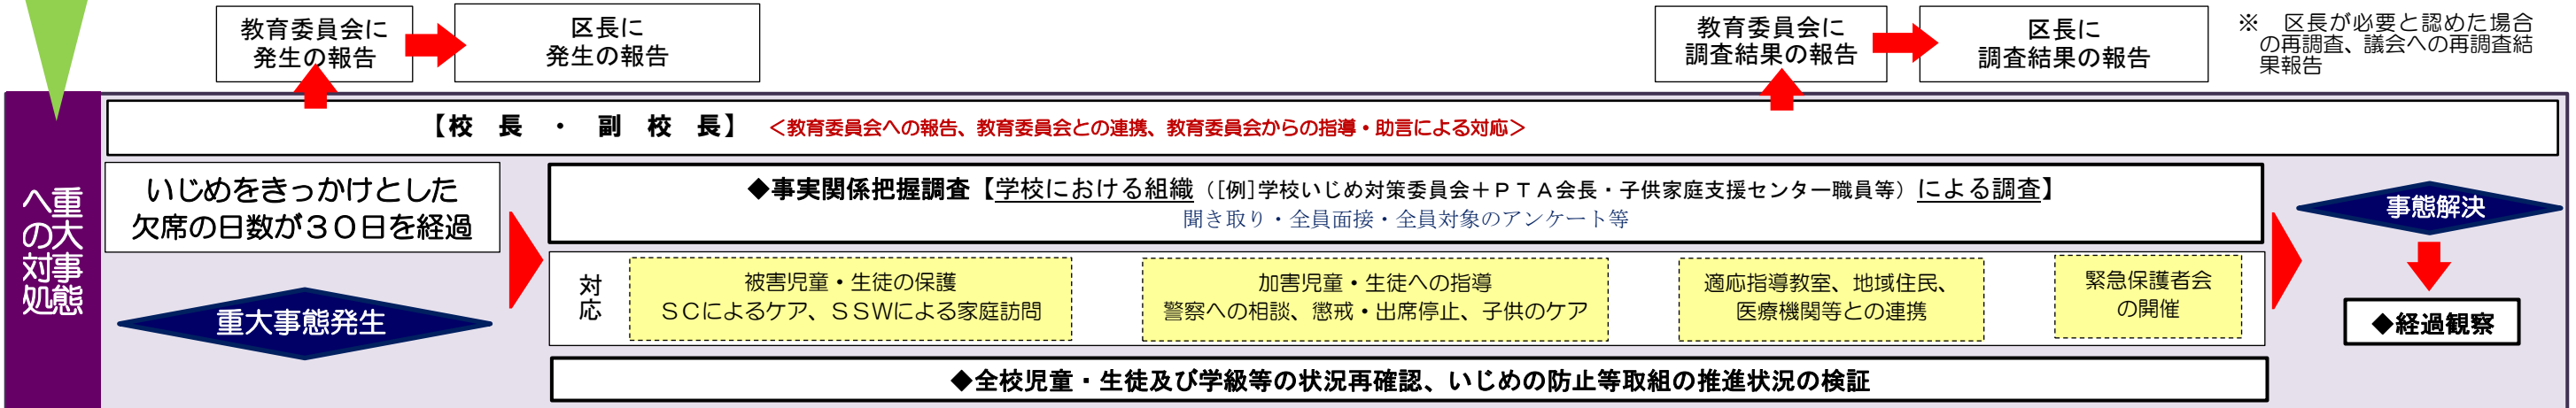 教育委員会に
発生の報告
区長に
発生の報告
教育委員会に
調査結果の報告
区長に
調査結果の報告
※　区長が必要と認めた場合
の再調査、議会への再調査結
果報告
重大事態
への対処
【校　長　・　副　校　長】　＜教育委員会への報告、教育委員会との連携、教育委員会からの指導・助言による対応＞
いじめをきっかけとした
欠席の日数が３０日を経過
重大事態発生
◆事実関係把握調査【学校における組織（[例]学校いじめ対策委員会＋ＰＴＡ会長・子供家庭支援センター職員等）による調査】
聞き取り・全員面接・全員対象のアンケート等
対応
被害児童・生徒の保護
ＳＣによるケア、ＳＳＷによる家庭訪問
加害児童・生徒への指導
警察への相談、懲戒・出席停止、子供のケア
適応指導教室、地域住民、
医療機関等との連携
緊急保護者会
の開催
◆全校児童・生徒及び学級等の状況再確認、いじめの防止等取組の推進状況の検証
事態解決
◆経過観察